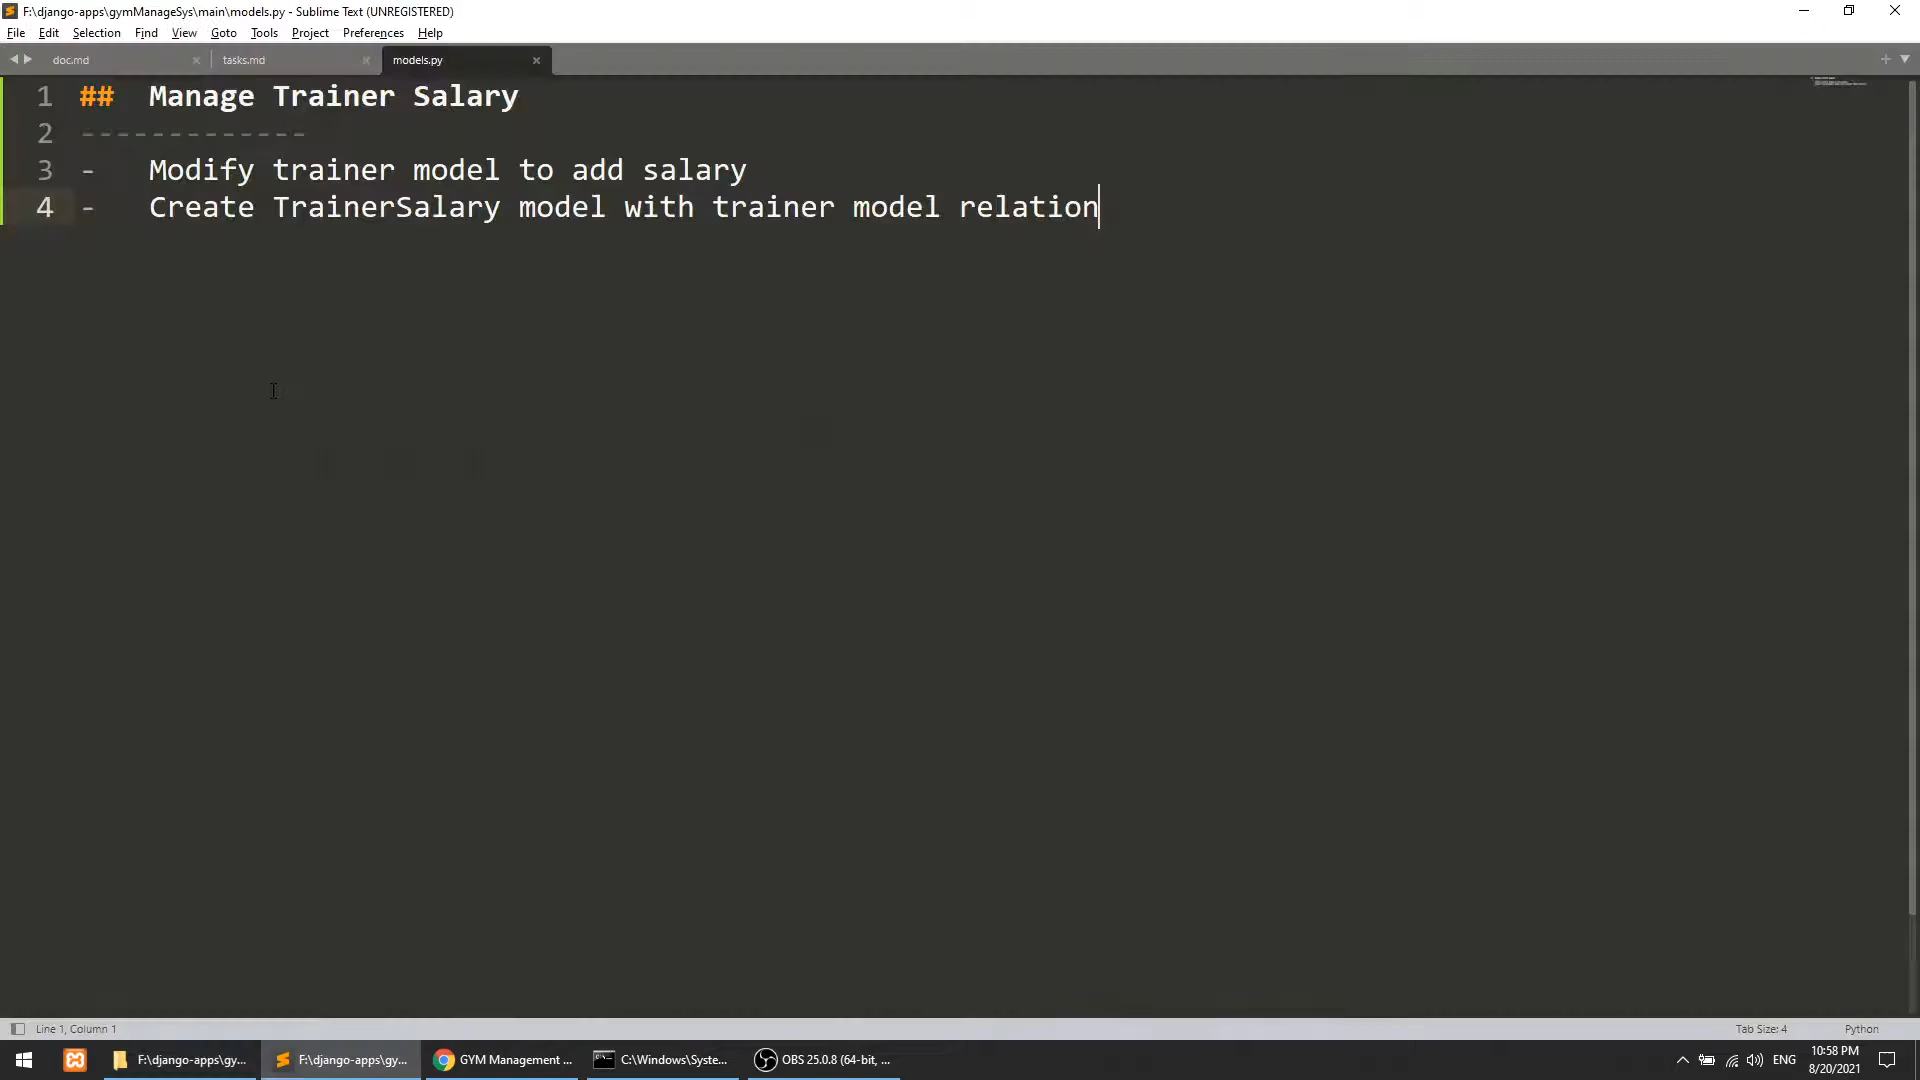 F:\django-apps\gymManageSys\main\models.py - Sublime Text (UNREGISTERED)
File Edit Selection Find View Goto Tools Project Preferences Help
doc.md tasks.md models.py
1 ## Manage Trainer Salary
2 -------------
3 - Modify trainer model to add salary
4 - Create TrainerSalary model with trainer model relation
Line 1, Column 1 Tab Size: 4 Python
F:\django-apps\gy... F:\django-apps\gy... GYM Management ... C:\Windows\Syste... OBS 25.0.8 (64-bit, ... ENG 10:58 PM
8/20/2021